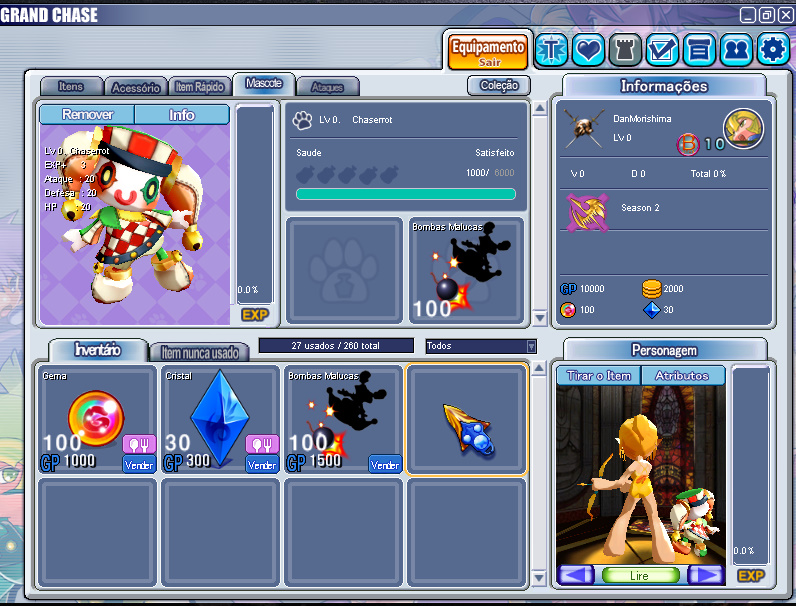 GRAND CHASE
Equipamento
Sair
Itens
Acessório
Item Rápido
Mascote
Ataques
Coleção
Informações
Remover
Info
Lv 0. Chaserrot
EXP+ 3
Ataque : 20
Defesa : 20
HP : 20
0.0%
EXP
Lv 0. Chaserrot
Saude
Satisfeito
1000/ 6000
Bombas Malucas
100
DanMorishima
Lv 0
B 10
V 0
D 0
Total 0%
Season 2
GP 10000
2000
100
30
Inventário
Item nunca usado
27 usados / 260 total
Todos
Gema
100
GP 1000
Vender
Cristal
30
GP 300
Vender
Bombas Malucas
100
GP 1500
Vender
Personagem
Tirar o Item
Atributos
0.0%
Lire
EXP